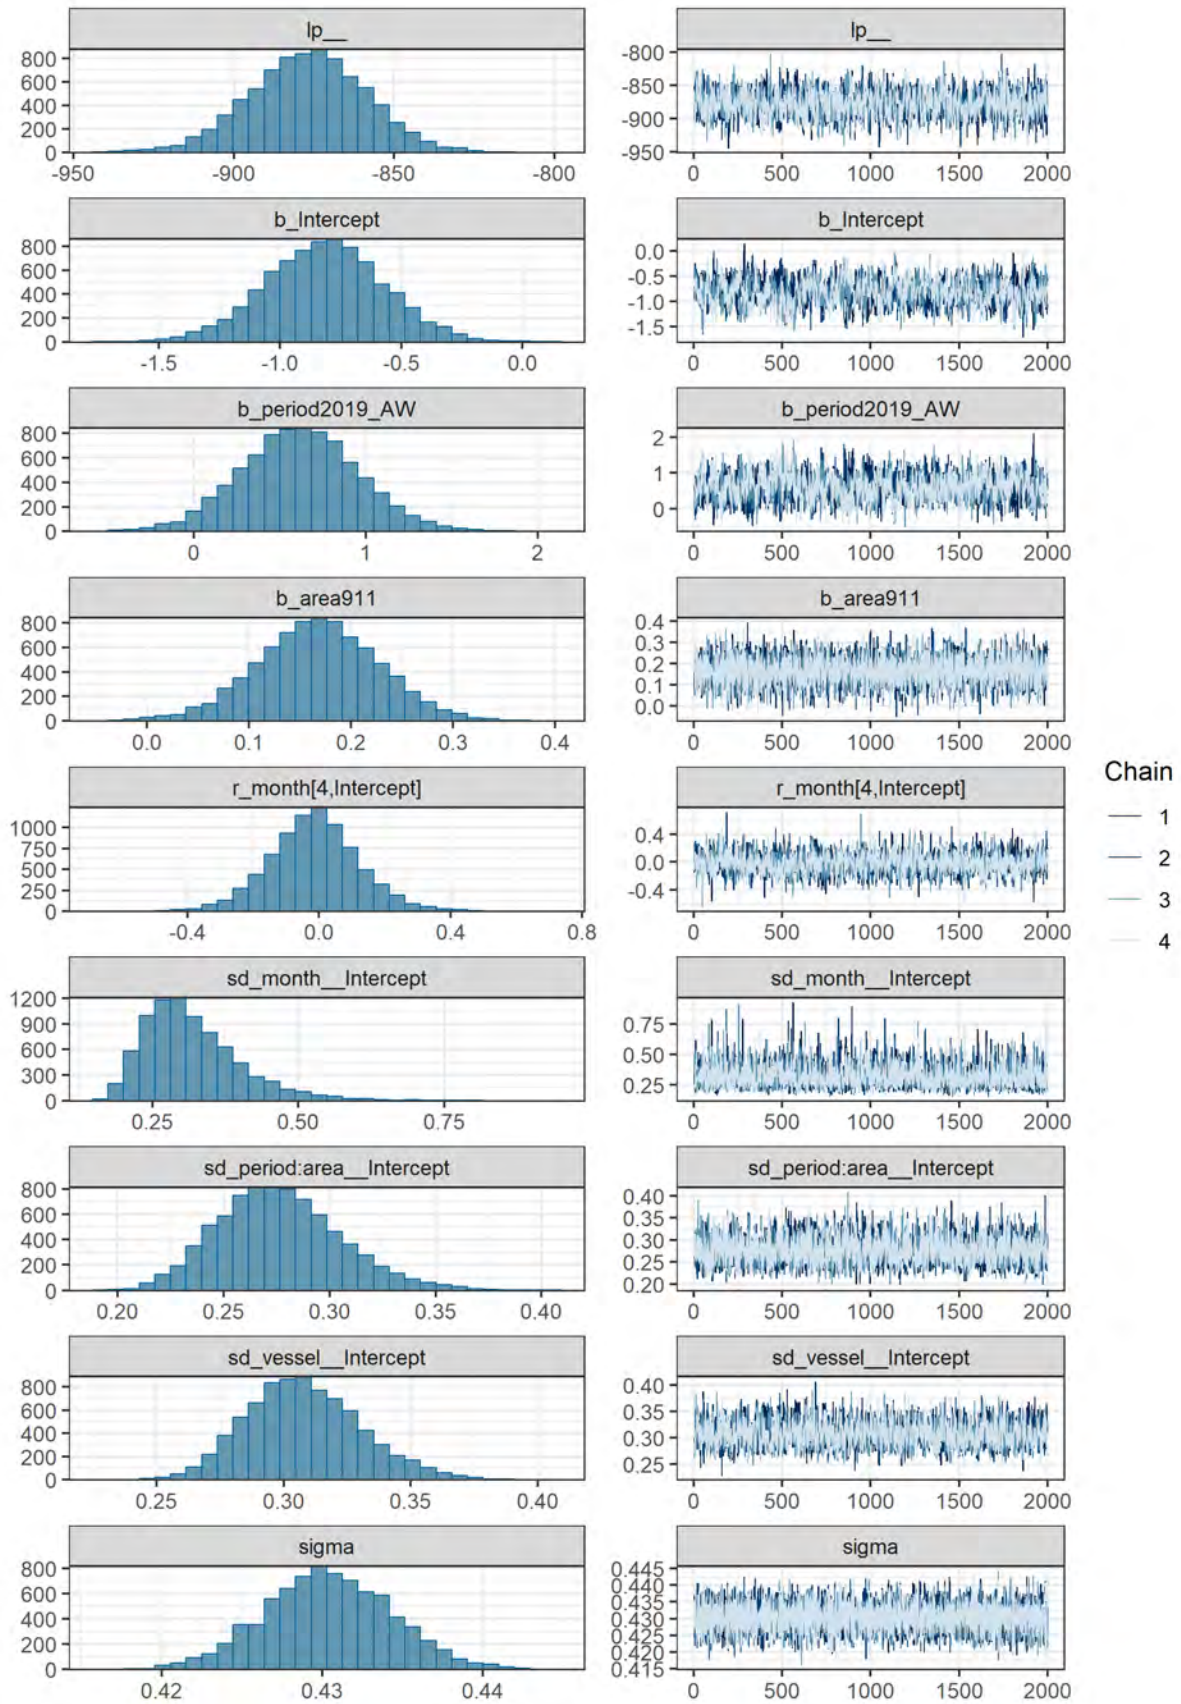 lp__
800
600
400
200
0
-950 -900 -850 -800
lp__
-800
-850
-900
-950
0 500 1000 1500 2000
b_Intercept
800
600
400
200
0
-1.5 -1.0 -0.5 0.0
b_Intercept
0.0
-0.5
-1.0
-1.5
0 500 1000 1500 2000
b_period2019_AW
800
600
400
200
0
0 1 2
b_period2019_AW
2
1
0
0 500 1000 1500 2000
b_area911
800
600
400
200
0
0.0 0.1 0.2 0.3 0.4
b_area911
0.4
0.3
0.2
0.1
0.0
0 500 1000 1500 2000
r_month[4,Intercept]
1000
750
500
250
0
-0.4 0.0 0.4 0.8
r_month[4,Intercept]
0.4
0.0
-0.4
0 500 1000 1500 2000
sd_month__Intercept
1200
900
600
300
0
0.25 0.50 0.75
sd_month__Intercept
0.75
0.50
0.25
0 500 1000 1500 2000
sd_period:area__Intercept
800
600
400
200
0
0.20 0.25 0.30 0.35 0.40
sd_period:area__Intercept
0.40
0.35
0.30
0.25
0.20
0 500 1000 1500 2000
sd_vessel__Intercept
800
600
400
200
0
0.25 0.30 0.35 0.40
sd_vessel__Intercept
0.40
0.35
0.30
0.25
0 500 1000 1500 2000
sigma
800
600
400
200
0
0.42 0.43 0.44
sigma
0.445
0.440
0.435
0.430
0.425
0.420
0.415
0 500 1000 1500 2000
Chain
1
2
3
4